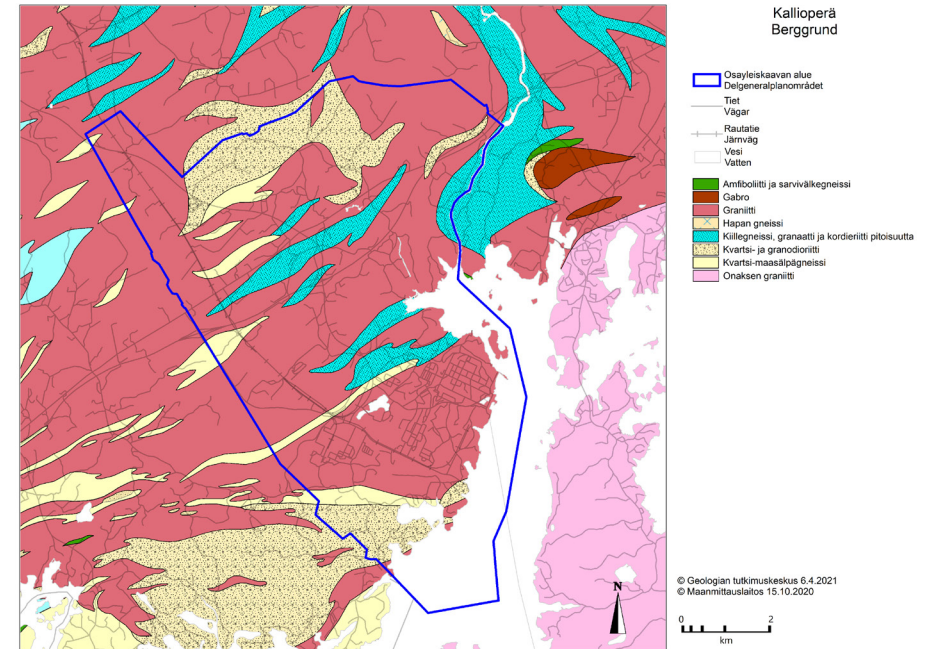 Kallioperä
Berggrund
Osayleiskaavan alue
Delgeneralplanområdet
Tiet
Vägar
Rautatie
Järnväg
Vesi
Vatten
Amfiboliitti ja sarvivälkegneissi
Gabro
Graniitti
Hapan gneissi
Kiillegneissi, granaatti ja kordieriitti pitoisuutta
Kvartsi- ja granodioriitti
Kvartsi-maasälpägneissi
Onaksen graniitti
© Geologian tutkimuskeskus 6.4.2021
© Maanmittauslaitos 15.10.2020
N
0 2
km